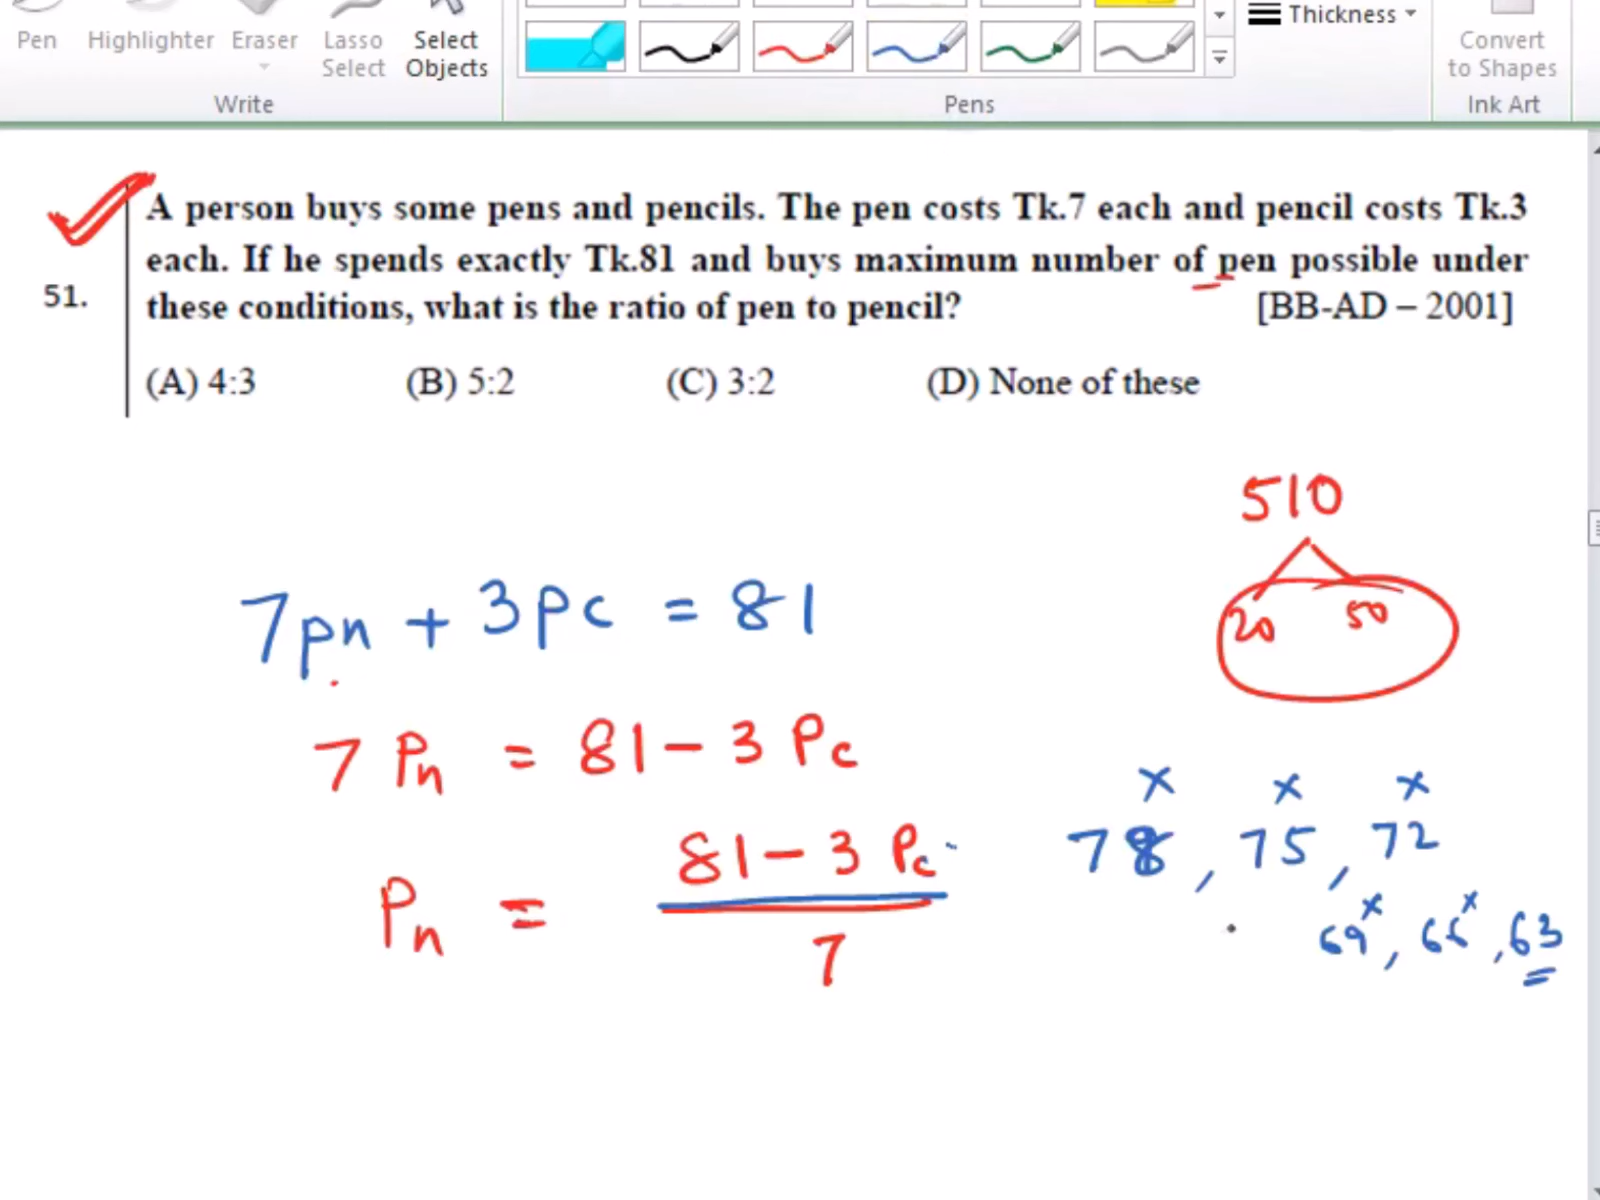 Pen Highlighter Eraser Lasso Select Select Objects
Write
Pens
Thickness
Convert to Shapes
Ink Art
A person buys some pens and pencils. The pen costs Tk.7 each and pencil costs Tk.3
each. If he spends exactly Tk.81 and buys maximum number of pen possible under
51.
these conditions, what is the ratio of pen to pencil? [BB-AD – 2001]
(A) 4:3 (B) 5:2 (C) 3:2 (D) None of these
510
20 50
7pn + 3pc = 81
7 Pn = 81 - 3 Pc
x x x
78, 75, 72
Pn = 81 - 3 Pc / 7
x x
69, 66, 63